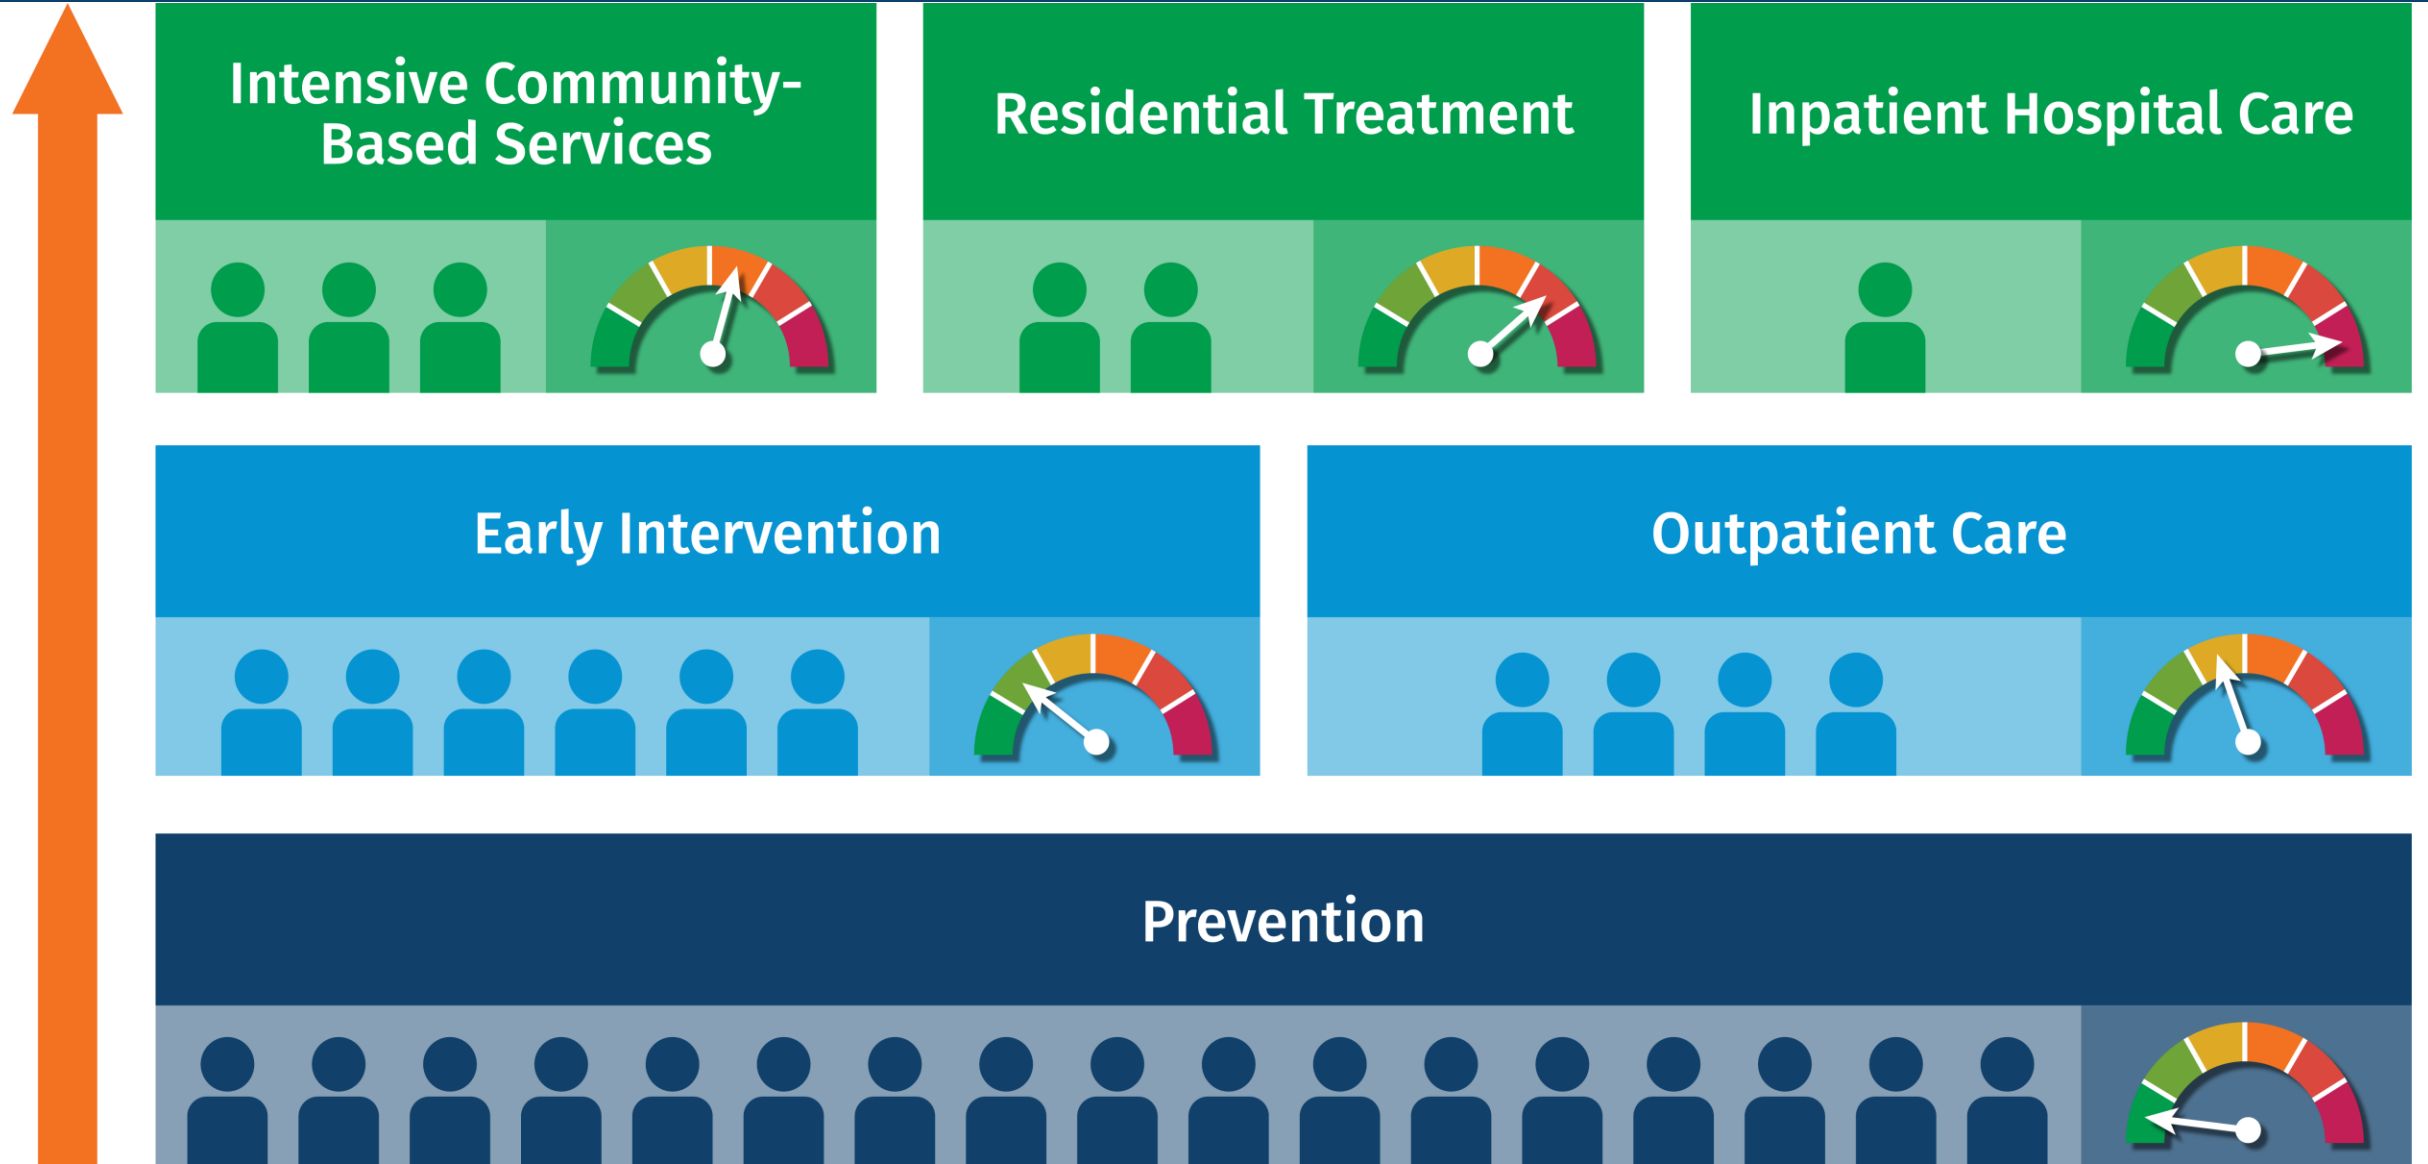 Intensive Community-
Based Services
Residential Treatment
Inpatient Hospital Care
Early Intervention
Outpatient Care
Prevention